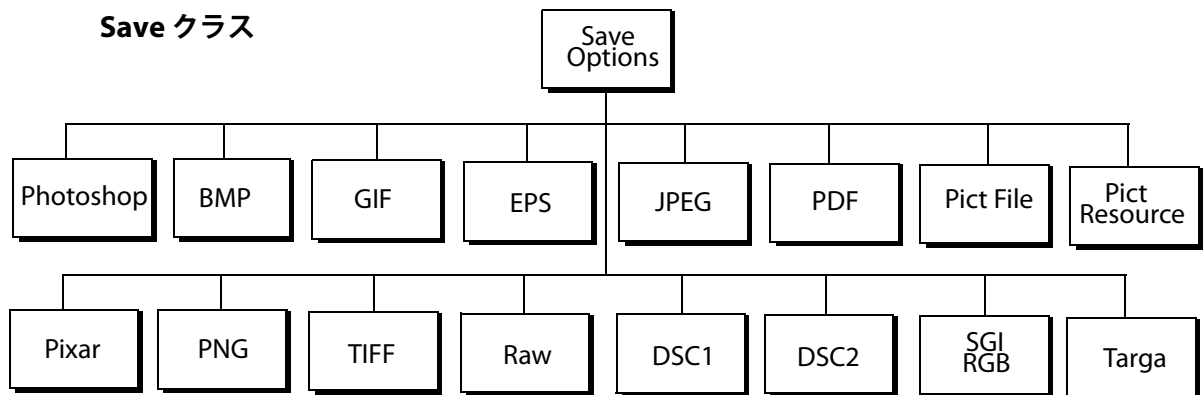 Save クラス
Save
Options
Photoshop
BMP
GIF
EPS
JPEG
PDF
Pict File
Pict
Resource
Pixar
PNG
TIFF
Raw
DSC1
DSC2
SGI
RGB
Targa